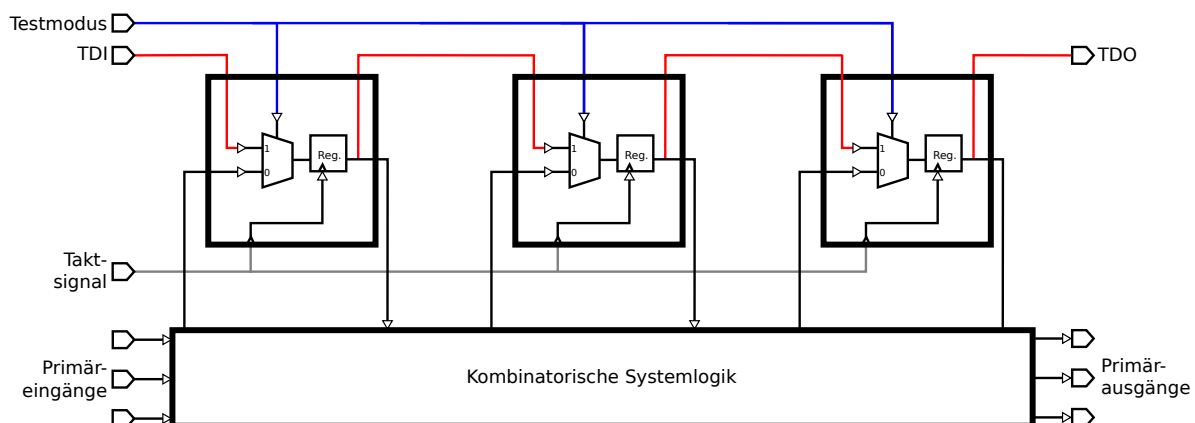 Testmodus
TDI
TDO
1
Reg.
0
1
Reg.
0
1
Reg.
0
Takt-
signal
Primär-
eingänge
Kombinatorische Systemlogik
Primär-
ausgänge